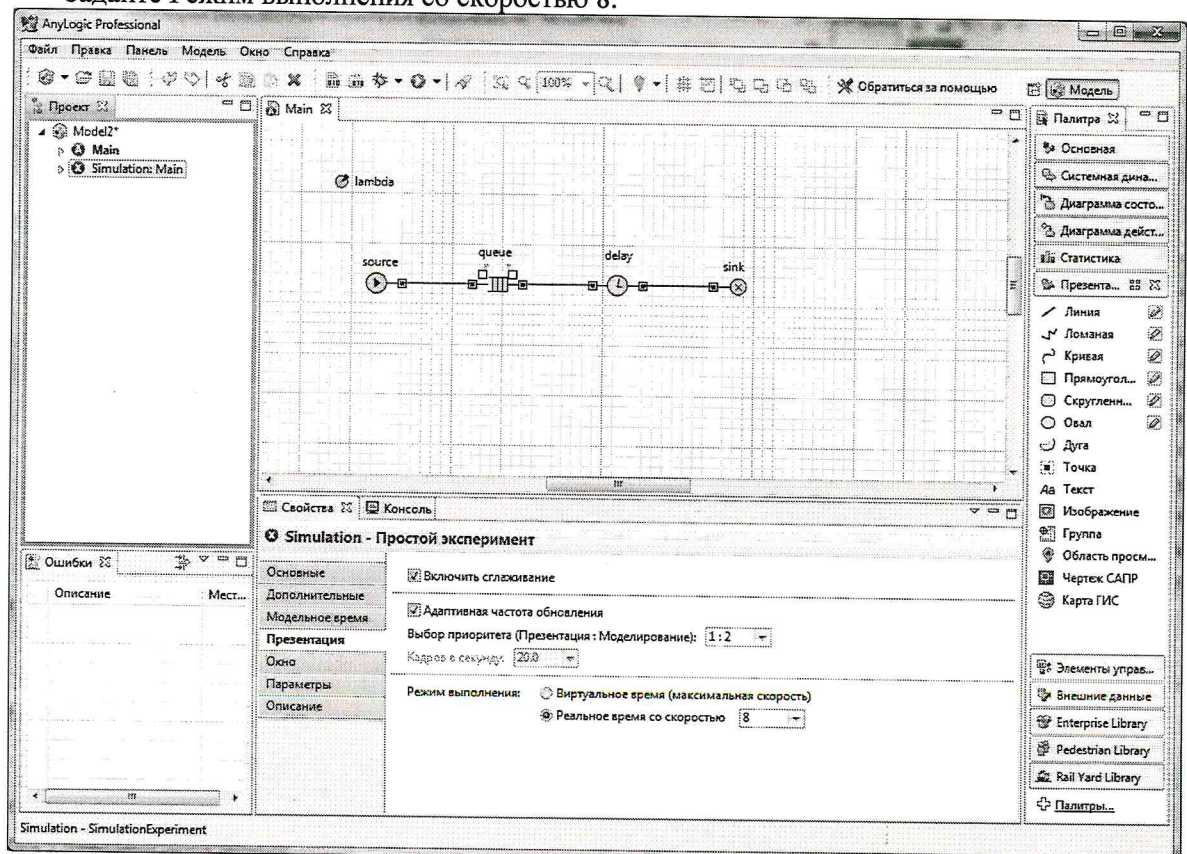 Задайте Режим выполнения со скоростью 8.
AnyLogic Professional
Файл Правка Панель Модель Окно Справка
100%
Обратиться за помощью
Модель
Проект
Model2*
Main
Simulation: Main
Main
lambda
source
queue
delay
sink
Палитра
Основная
Системная дина...
Диаграмма состо...
Диаграмма дейст...
Статистика
Презента...
Линия
Ломаная
Кривая
Прямоугол...
Скругленн...
Овал
Дуга
Точка
Текст
Изображение
Группа
Область просм...
Чертеж САПР
Карта ГИС
Элементы управ...
Внешние данные
Enterprise Library
Pedestrian Library
Rail Yard Library
Палитры...
Ошибки
Описание Мест...
Свойства Консоль
Simulation - Простой эксперимент
Основные
Дополнительные
Модельное время
Презентация
Окно
Параметры
Описание
Включить сглаживание
Адаптивная частота обновления
Выбор приоритета (Презентация : Моделирование): 1:2
Кадров в секунду: 20.0
Режим выполнения: Виртуальное время (максимальная скорость)
Реальное время со скоростью 8
Simulation - SimulationExperiment